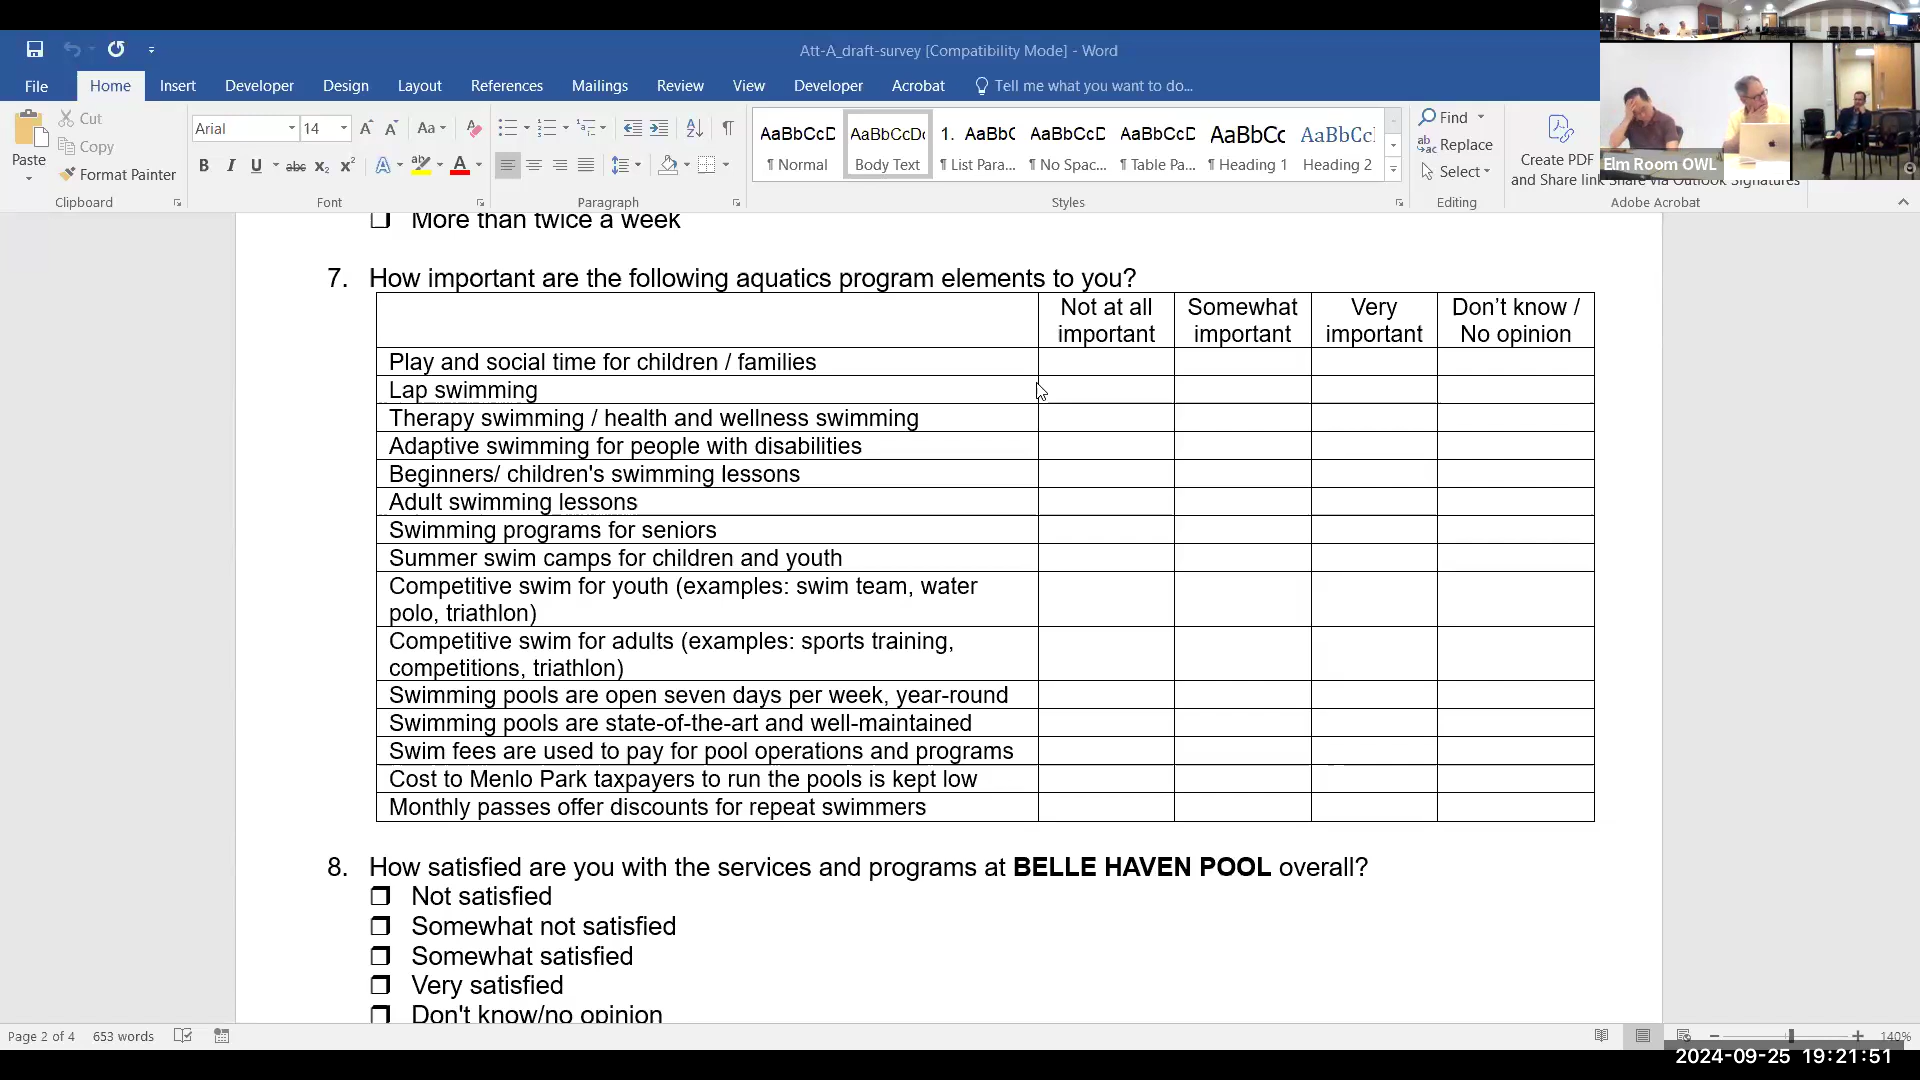 Att-A_draft-survey [Compatibility Mode] - Word
File Home Insert Developer Design Layout References Mailings Review View Developer Acrobat Tell me what you want to do...
Paste
Cut
Copy
Format Painter
Clipboard
Arial 14
Font
Paragraph
AaBbCcD AaBbCcDc 1. AaBbC AaBbCcD AaBbCcD AaBbCc AaBbCc
¶ Normal Body Text ¶ List Para... ¶ No Spac... ¶ Table Pa... ¶ Heading 1 Heading 2
Styles
Find
Replace
Select
Editing
Create PDF
and Share link Share via Outlook Signatures
Adobe Acrobat
Elm Room OWL
More than twice a week
7. How important are the following aquatics program elements to you?
Not at all important Somewhat important Very important Don’t know / No opinion
Play and social time for children / families
Lap swimming
Therapy swimming / health and wellness swimming
Adaptive swimming for people with disabilities
Beginners/ children's swimming lessons
Adult swimming lessons
Swimming programs for seniors
Summer swim camps for children and youth
Competitive swim for youth (examples: swim team, water
polo, triathlon)
Competitive swim for adults (examples: sports training,
competitions, triathlon)
Swimming pools are open seven days per week, year-round
Swimming pools are state-of-the-art and well-maintained
Swim fees are used to pay for pool operations and programs
Cost to Menlo Park taxpayers to run the pools is kept low
Monthly passes offer discounts for repeat swimmers
8. How satisfied are you with the services and programs at BELLE HAVEN POOL overall?
Not satisfied
Somewhat not satisfied
Somewhat satisfied
Very satisfied
Don't know/no opinion
Page 2 of 4 653 words
140%
2024-09-25 19:21:51